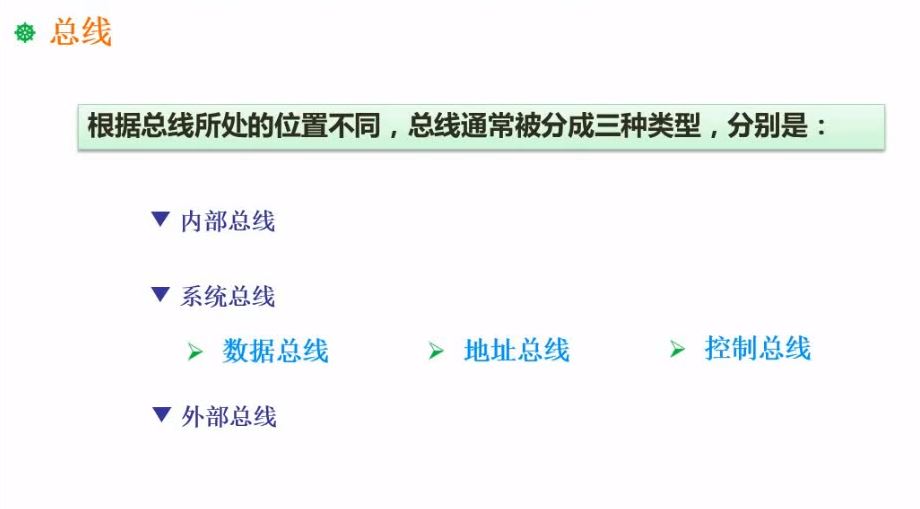 总线
根据总线所处的位置不同，总线通常被分成三种类型，分别是：
内部总线
系统总线
数据总线 地址总线 控制总线
外部总线